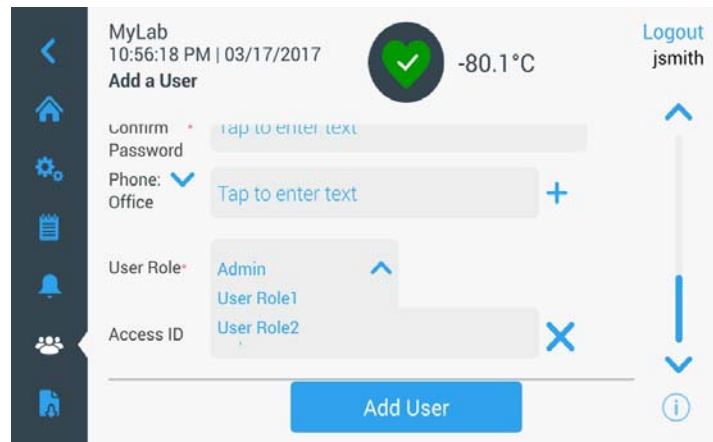 MyLab
10:56:18 PM | 03/17/2017
Add a User
-80.1°C
Logout
jsmith
Confirm *
Password
Tap to enter text
Phone:
Office
Tap to enter text
User Role*
Admin
User Role1
User Role2
Access ID
Add User